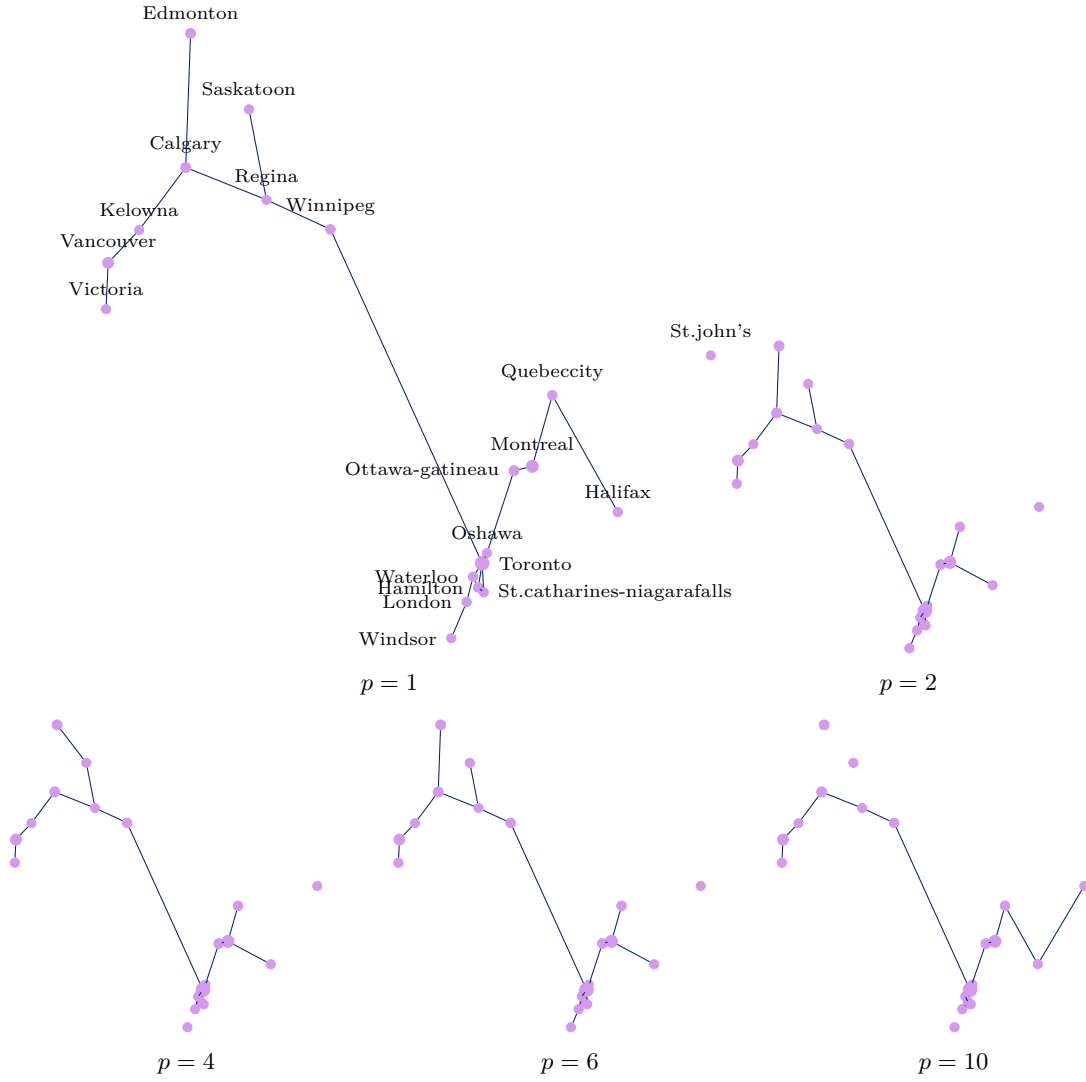 Edmonton
Saskatoon
Calgary
Regina
Winnipeg
Kelowna
Vancouver
Victoria
St.john's
Quebeccity
Montreal
Ottawa-gatineau
Halifax
Oshawa
Toronto
Waterloo
Hamilton
St.catharines-niagarafalls
London
Windsor
p = 1
p = 2
p = 4
p = 6
p = 10